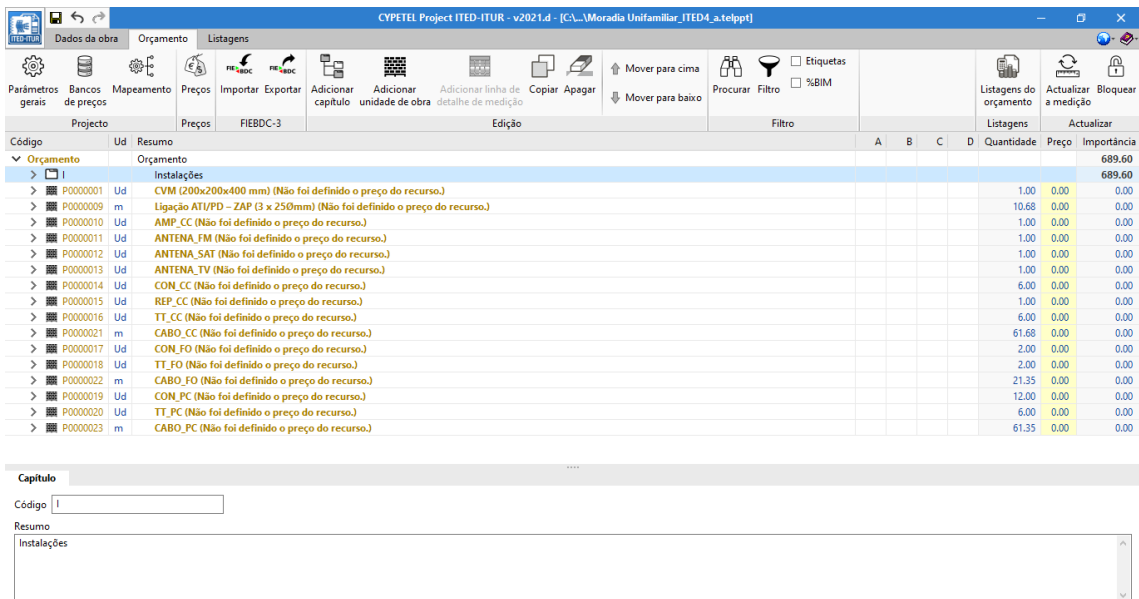 CYPETEL Project ITED-ITUR - v2021.d - [C:\...\Moradia Unifamiliar_ITED4_a.telppt]
ITED-ITUR Dados da obra Orçamento Listagens
Mover para cima Etiquetas
Mover para baixo %BIM
Parâmetros Bancos Mapeamento Preços Importar Exportar Adicionar Adicionar Adicionar linha de Copiar Apagar Procurar Filtro Listagens do Actualizar Bloquear
gerais de preços capítulo unidade de obra detalhe de medição orçamento a medição
Projecto Preços FIEBDC-3 Edição Filtro Listagens Actualizar
Código Ud Resumo A B C D Quantidade Preço Importância
Orçamento Orçamento 689.60
I Instalações 689.60
P0000001 Ud CVM (200x200x400 mm) (Não foi definido o preço do recurso.) 1.00 0.00 0.00
P0000009 m Ligação ATI/PD – ZAP (3 x 25Ømm) (Não foi definido o preço do recurso.) 10.68 0.00 0.00
P0000010 Ud AMP_CC (Não foi definido o preço do recurso.) 1.00 0.00 0.00
P0000011 Ud ANTENA_FM (Não foi definido o preço do recurso.) 1.00 0.00 0.00
P0000012 Ud ANTENA_SAT (Não foi definido o preço do recurso.) 1.00 0.00 0.00
P0000013 Ud ANTENA_TV (Não foi definido o preço do recurso.) 1.00 0.00 0.00
P0000014 Ud CON_CC (Não foi definido o preço do recurso.) 6.00 0.00 0.00
P0000015 Ud REP_CC (Não foi definido o preço do recurso.) 1.00 0.00 0.00
P0000016 Ud TT_CC (Não foi definido o preço do recurso.) 6.00 0.00 0.00
P0000021 m CABO_CC (Não foi definido o preço do recurso.) 61.68 0.00 0.00
P0000017 Ud CON_FO (Não foi definido o preço do recurso.) 2.00 0.00 0.00
P0000018 Ud TT_FO (Não foi definido o preço do recurso.) 2.00 0.00 0.00
P0000022 m CABO_FO (Não foi definido o preço do recurso.) 21.35 0.00 0.00
P0000019 Ud CON_PC (Não foi definido o preço do recurso.) 12.00 0.00 0.00
P0000020 Ud TT_PC (Não foi definido o preço do recurso.) 6.00 0.00 0.00
P0000023 m CABO_PC (Não foi definido o preço do recurso.) 61.35 0.00 0.00
Capítulo
Código I
Resumo
Instalações